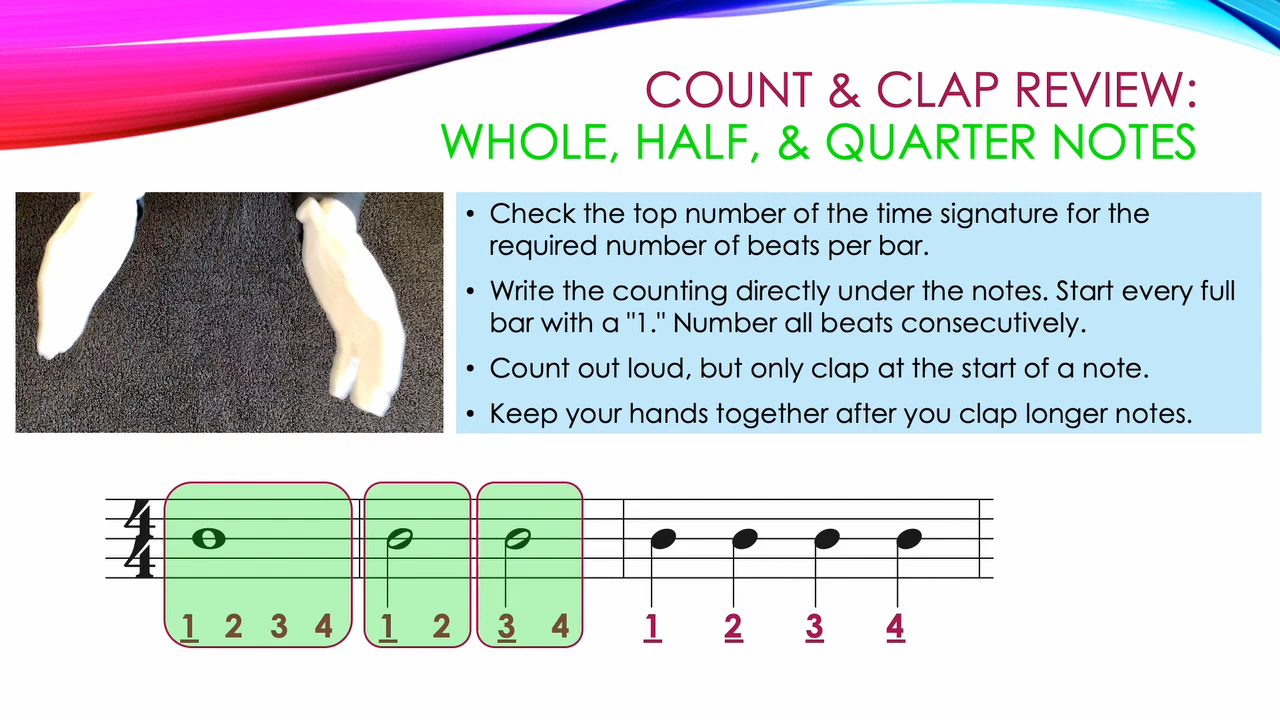 COUNT & CLAP REVIEW:
WHOLE, HALF, & QUARTER NOTES
• Check the top number of the time signature for the
required number of beats per bar.
• Write the counting directly under the notes. Start every full
bar with a "1." Number all beats consecutively.
• Count out loud, but only clap at the start of a note.
• Keep your hands together after you clap longer notes.
4
4
1 2 3 4 1 2 3 4 1 2 3 4